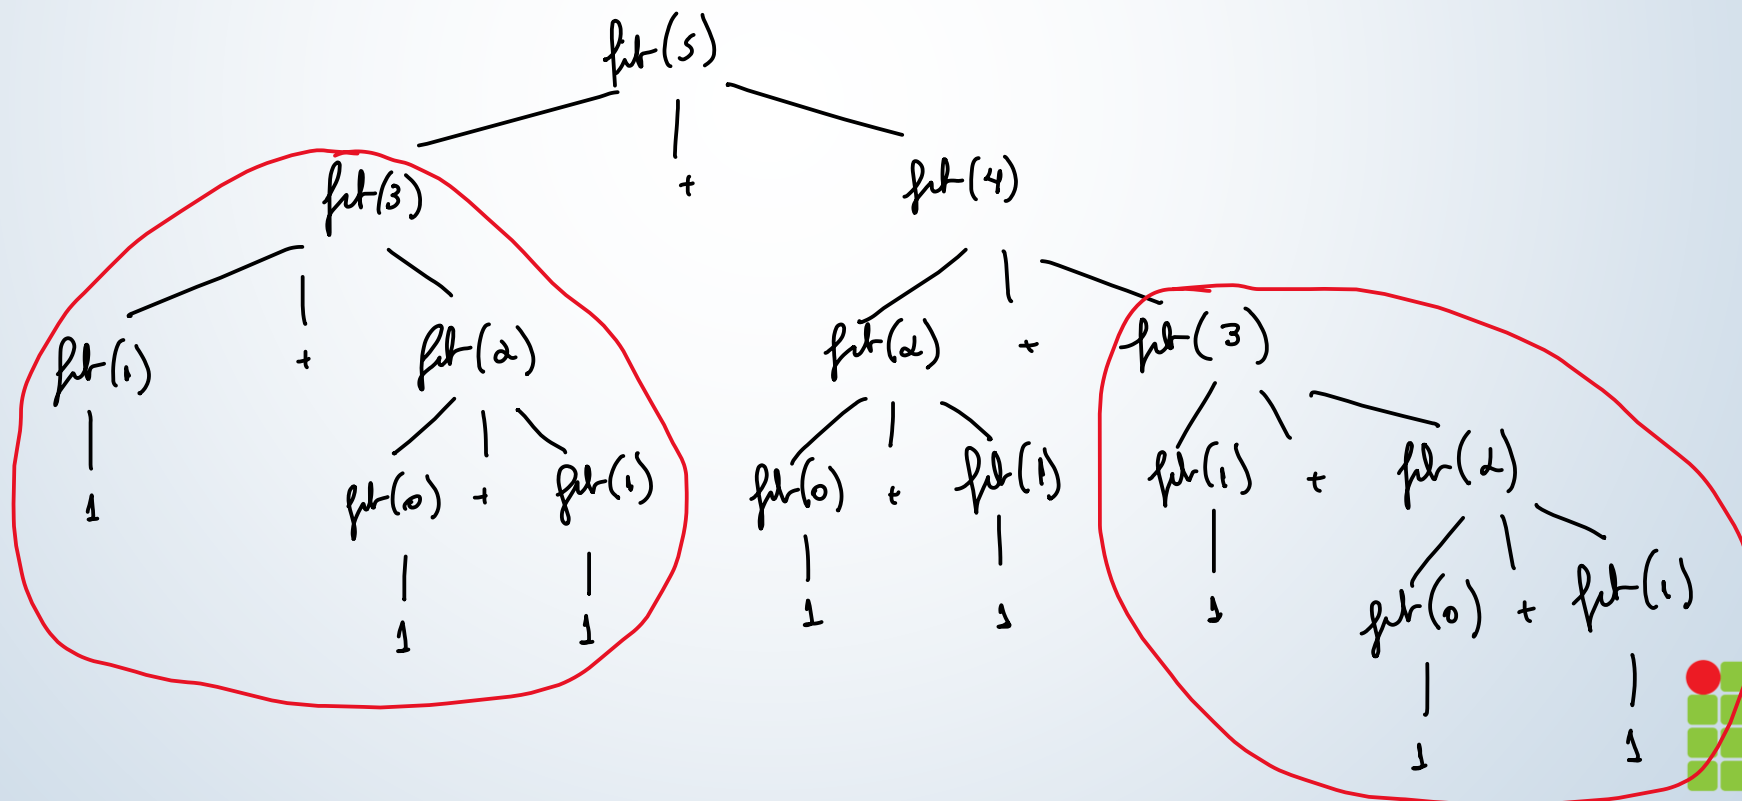 fib(5)
fib(3) + fib(4)
fib(1) + fib(2) fib(2) + fib(3)
1 fib(0) + fib(1) fib(0) + fib(1) fib(1) + fib(2)
1 1 1 1 1 fib(0) + fib(1)
1 1